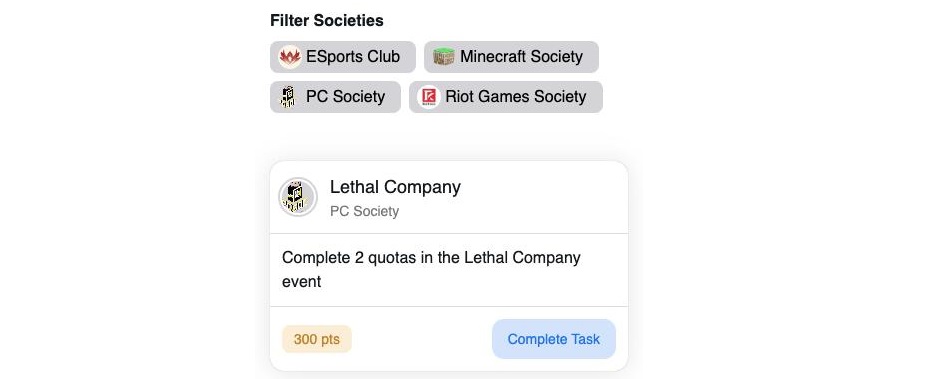 Filter Societies
ESports Club
Minecraft Society
PC Society
Riot Games Society
Lethal Company
PC Society
Complete 2 quotas in the Lethal Company
event
300 pts
Complete Task